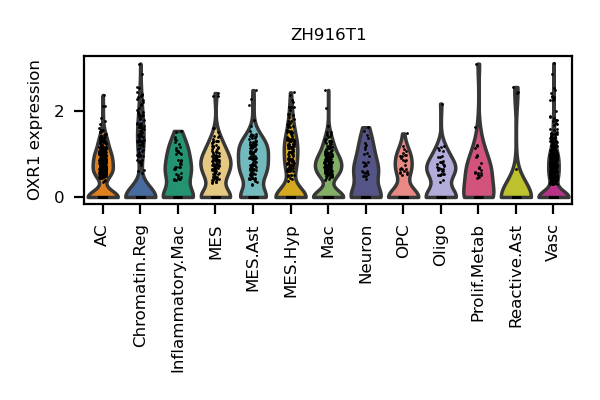 ZH916T1
OXR1 expression
2
0
AC
Chromatin.Reg
Inflammatory.Mac
MES
MES.Ast
MES.Hyp
Mac
Neuron
OPC
Oligo
Prolif.Metab
Reactive.Ast
Vasc